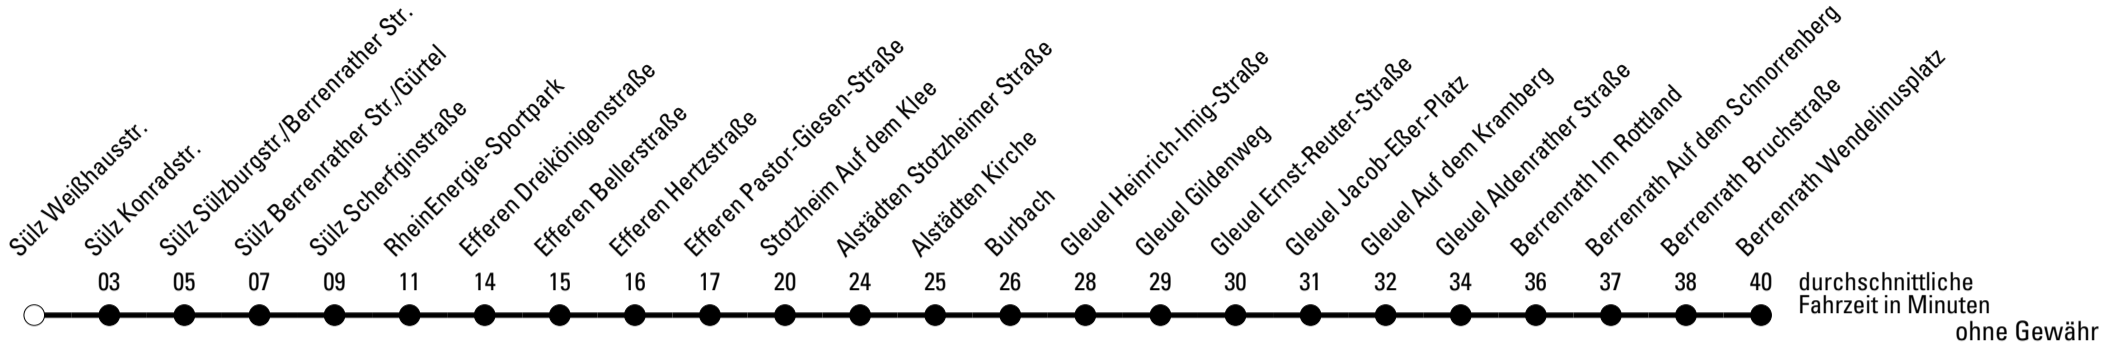 Sülz Weißhausstr.
Sülz Konradstr.
Sülz Sülzburgstr./Berrenrather Str.
Sülz Berrenrather Str./Gürtel
Sülz Scherfginstraße
RheinEnergie-Sportpark
Efferen Dreikönigenstraße
Efferen Bellerstraße
Efferen Hertzstraße
Efferen Pastor-Giesen-Straße
Stotzheim Auf dem Klee
Alstädten Stotzheimer Straße
Alstädten Kirche
Burbach
Gleuel Heinrich-Imig-Straße
Gleuel Gildenweg
Gleuel Ernst-Reuter-Straße
Gleuel Jacob-Eßer-Platz
Gleuel Auf dem Kramberg
Gleuel Aldenrather Straße
Berrenrath Im Rottland
Berrenrath Auf dem Schnorrenberg
Berrenrath Bruchstraße
Berrenrath Wendelinusplatz
03 05 07 09 11 14 15 16 17 20 24 25 26 28 29 30 31 32 34 36 37 38 40 durchschnittliche
Fahrzeit in Minuten
ohne Gewähr